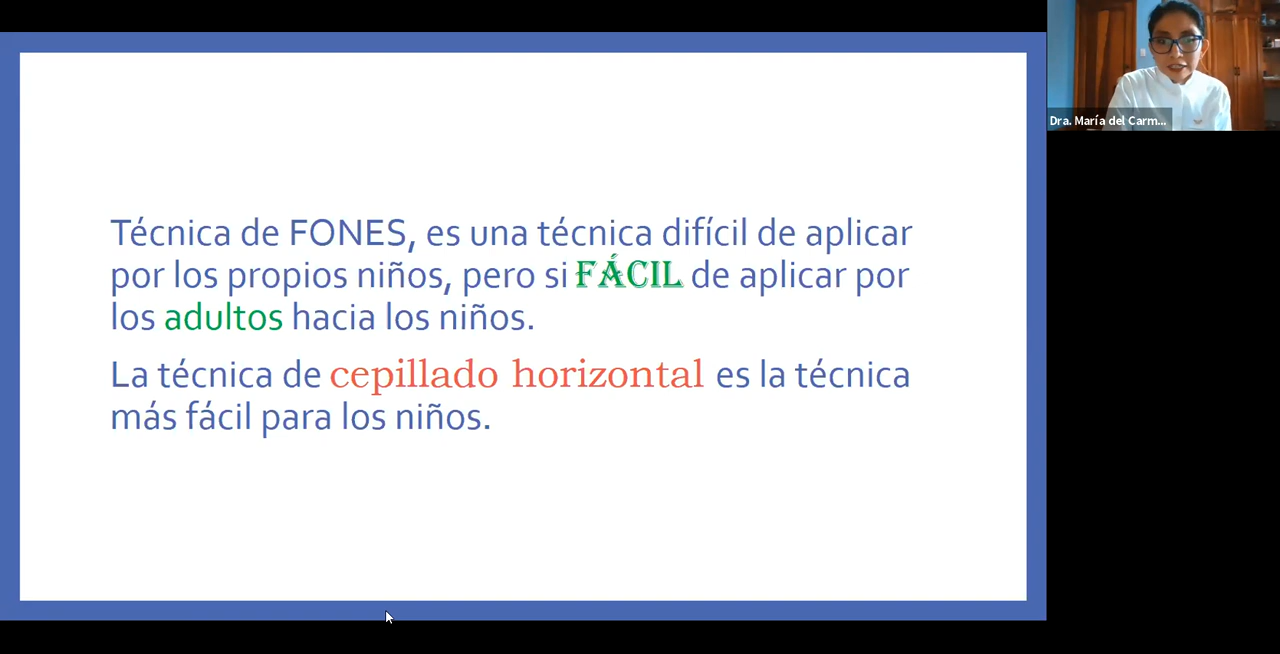 Técnica de FONES, es una técnica difícil de aplicar
por los propios niños, pero si FÁCIL de aplicar por
los adultos hacia los niños.
La técnica de cepillado horizontal es la técnica
más fácil para los niños.
Dra. María del Carm...